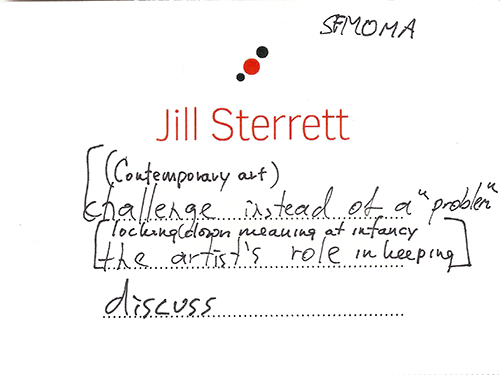 SFMOMA
Jill Sterrett
(Contemporary art)
challenge instead of a "problem"
[locking down meaning at infancy
the artist's role in keeping]
discuss